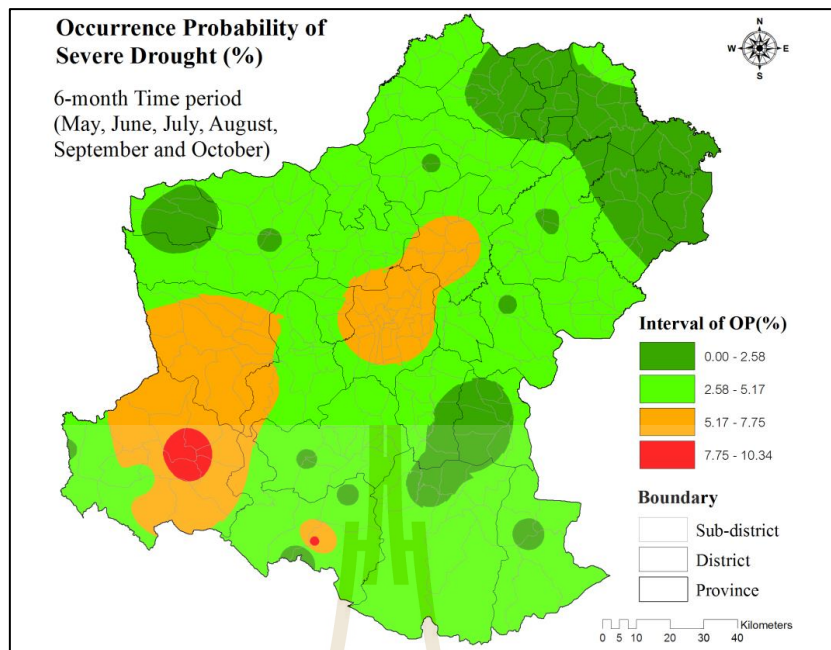 Occurrence Probability of
Severe Drought (%)
6-month Time period
(May, June, July, August,
September and October)
N
W E
S
Interval of OP(%)
0.00 - 2.58
2.58 - 5.17
5.17 - 7.75
7.75 - 10.34
Boundary
Sub-district
District
Province
Kilometers
0 5 10 20 30 40